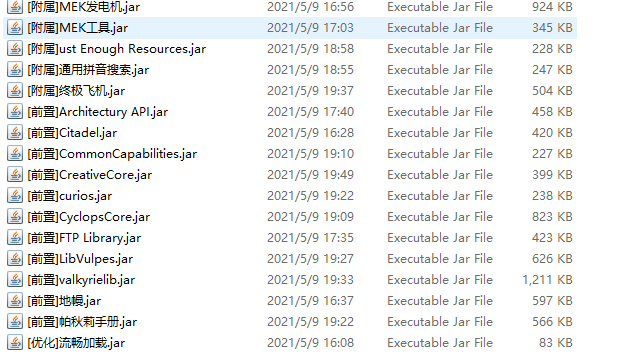 [附属]MEK发电机.jar 2021/5/9 16:56 Executable Jar File 924 KB
[附属]MEK工具.jar 2021/5/9 17:03 Executable Jar File 345 KB
[附属]ust Enough Resources.jar 2021/5/9 18:58 Executable Jar File 228 KB
[附属]通用拼音搜索.jar 2021/5/9 18:55 Executable Jar File 247 KB
[附属]终极飞机.jar 2021/5/9 19:37 Executable Jar File 504 KB
[前置]Architectury API.jar 2021/5/9 17:40 Executable Jar File 458 KB
[前置]Citadel.jar 2021/5/9 16:28 Executable Jar File 420 KB
[前置]CommonCapabilities.jar 2021/5/9 19:10 Executable Jar File 227 KB
[前置]CreativeCore.jar 2021/5/9 19:49 Executable Jar File 399 KB
[前置]curios.jar 2021/5/9 19:22 Executable Jar File 238 KB
[前置]CyclopsCore.jar 2021/5/9 19:09 Executable Jar File 823 KB
[前置]FTP Library.jar 2021/5/9 17:35 Executable Jar File 423 KB
[前置]LibVulpes.jar 2021/5/9 19:27 Executable Jar File 626 KB
[前置]valkyrielib.jar 2021/5/9 19:33 Executable Jar File 1,211 KB
[前置]地幔.jar 2021/5/9 16:37 Executable Jar File 597 KB
[前置]帕秋莉手册.jar 2021/5/9 19:22 Executable Jar File 566 KB
[优化]流畅加载.jar 2021/5/9 16:08 Executable Jar File 83 KB